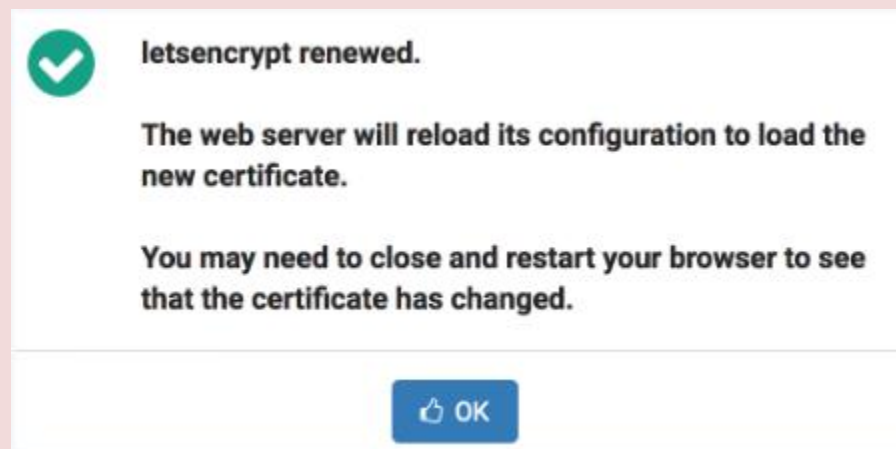 letsencrypt renewed.
The web server will reload its configuration to load the
new certificate.
You may need to close and restart your browser to see
that the certificate has changed.
OK